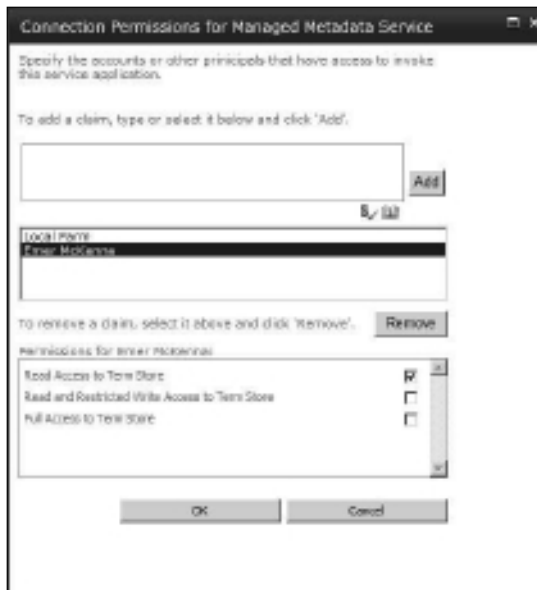 Connection Permissions for Managed Metadata Service
Specify the accounts or other prinicipals that have access to invoke
this service application.
To add a claim, type or select it below and click 'Add'.
Add
Local Farm
Emer McKenna
To remove a claim, select it above and click 'Remove'.
Remove
Permissions for Emer McKenna:
Read Access to Term Store
Read and Restricted Write Access to Term Store
Full Access to Term Store
OK
Cancel